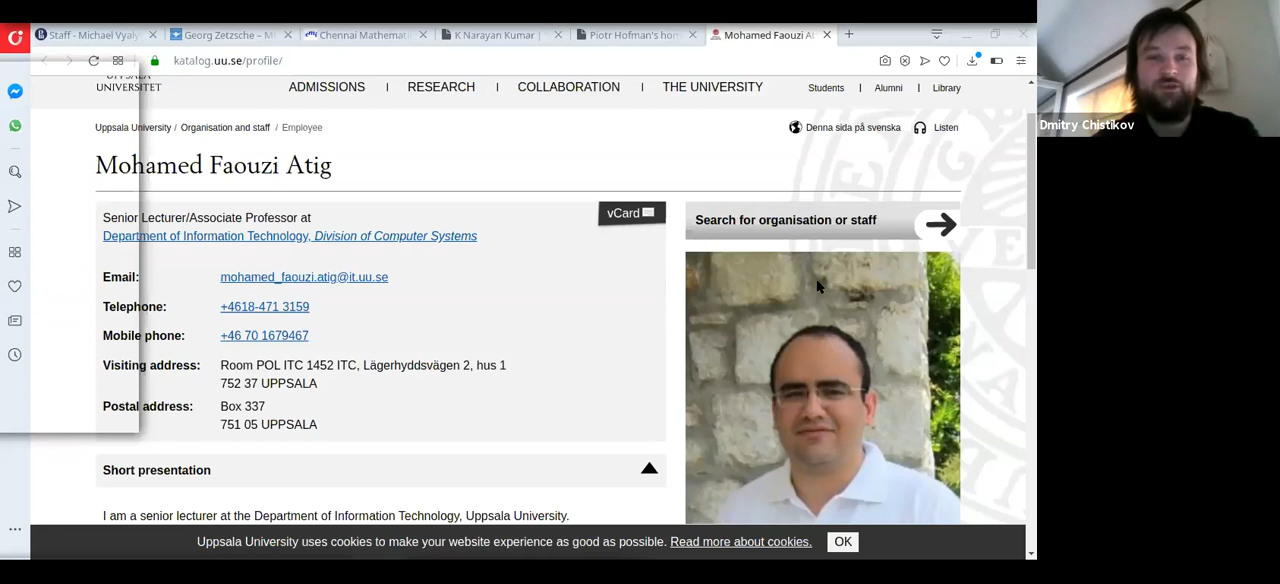 Staff - Michael Vyaly
Georg Zetzsche – M
Chennai Mathemati
K Narayan Kumar |
Piotr Hofman's hom
Mohamed Faouzi At
katalog.uu.se/profile/
UNIVERSITET
ADMISSIONS | RESEARCH | COLLABORATION | THE UNIVERSITY
Students | Alumni | Library
Uppsala University / Organisation and staff / Employee
Denna sida på svenska
Listen
Mohamed Faouzi Atig
Senior Lecturer/Associate Professor at
Department of Information Technology, Division of Computer Systems
vCard
Email: mohamed_faouzi.atig@it.uu.se
Telephone: +4618-471 3159
Mobile phone: +46 70 1679467
Visiting address: Room POL ITC 1452 ITC, Lägerhyddsvägen 2, hus 1
752 37 UPPSALA
Postal address: Box 337
751 05 UPPSALA
Short presentation
I am a senior lecturer at the Department of Information Technology, Uppsala University.
Search for organisation or staff
Uppsala University uses cookies to make your website experience as good as possible. Read more about cookies. OK
Dmitry Chistikov